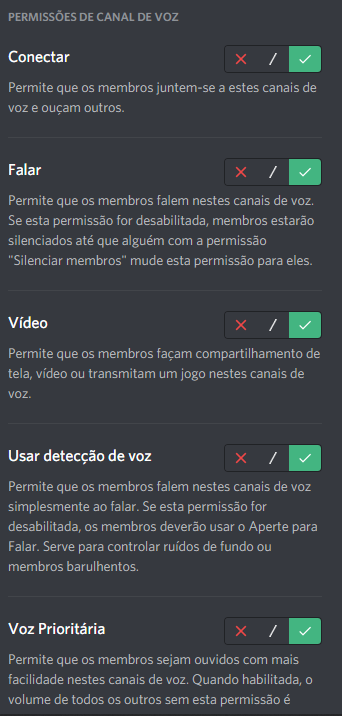 PERMISSÕES DE CANAL DE VOZ
Conectar
Permite que os membros juntem-se a estes canais de
voz e ouçam outros.
Falar
Permite que os membros falem nestes canais de voz.
Se esta permissão for desabilitada, membros estarão
silenciados até que alguém com a permissão
"Silenciar membros" mude esta permissão para eles.
Vídeo
Permite que os membros façam compartilhamento de
tela, vídeo ou transmitam um jogo nestes canais de
voz.
Usar detecção de voz
Permite que os membros falem nestes canais de voz
simplesmente ao falar. Se esta permissão for
desabilitada, os membros deverão usar o Aperte para
Falar. Serve para controlar ruídos de fundo ou
membros barulhentos.
Voz Prioritária
Permite que os membros sejam ouvidos com mais
facilidade nestes canais de voz. Quando habilitada, o
volume de todos os outros sem esta permissão é